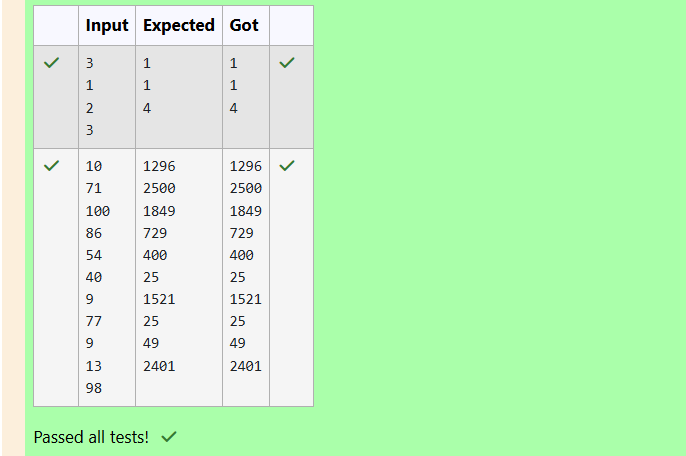 Input Expected Got
3 1 1
1 1 1
2 4 4
3
10 1296 1296
71 2500 2500
100 1849 1849
86 729 729
54 400 400
40 25 25
9 1521 1521
77 25 25
9 49 49
13 2401 2401
98
Passed all tests!